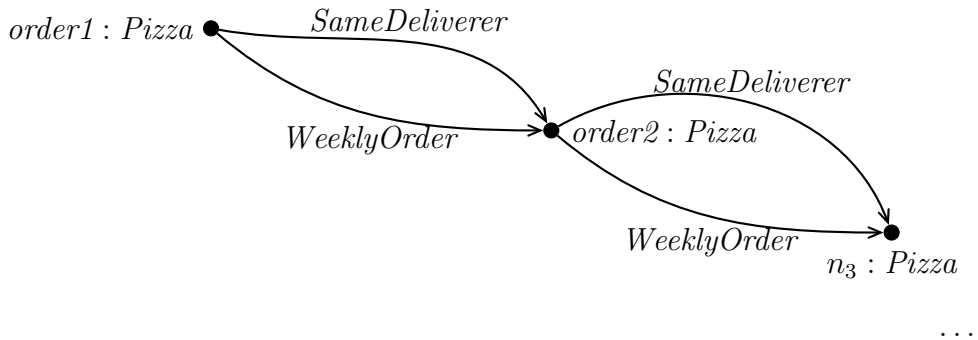 SameDeliverer
order1 : Pizza
SameDeliverer
WeeklyOrder
order2 : Pizza
WeeklyOrder
n₃ : Pizza
...